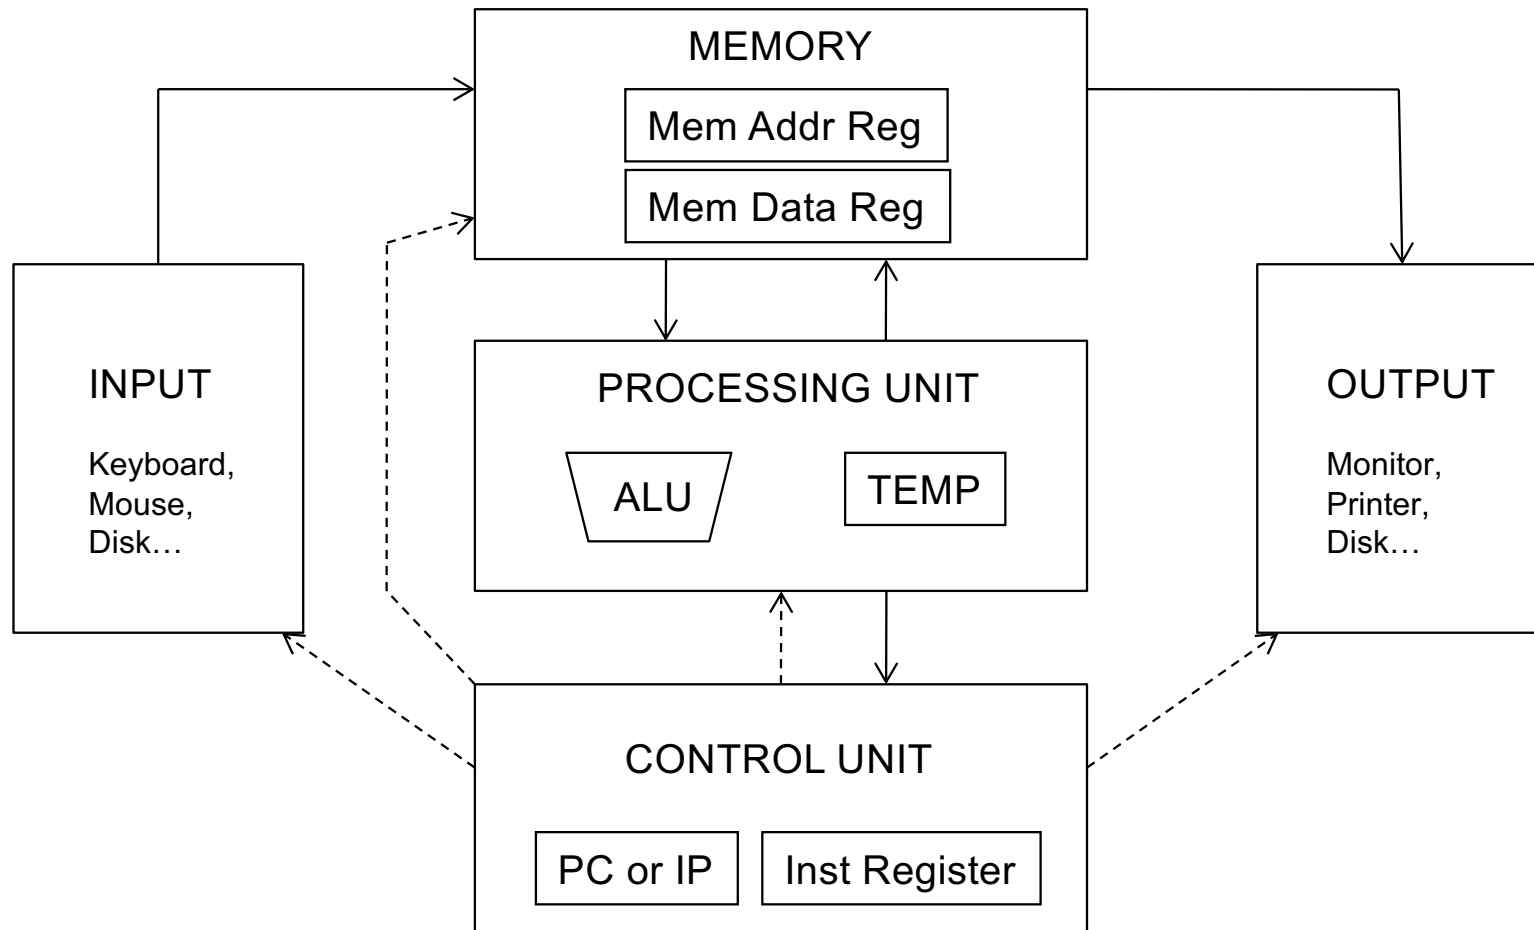 MEMORY
Mem Addr Reg
Mem Data Reg
INPUT
Keyboard,
Mouse,
Disk…
PROCESSING UNIT
ALU
TEMP
OUTPUT
Monitor,
Printer,
Disk…
CONTROL UNIT
PC or IP
Inst Register